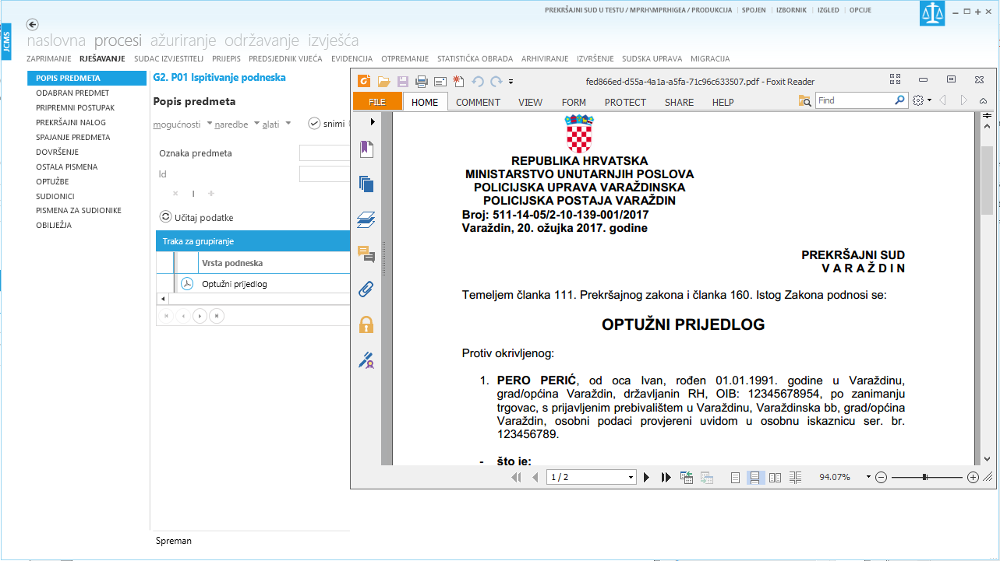 PREKRŠAJNI SUD U TESTU / MPRH\MPRHIGEA / PRODUKCIJA | SPOJEN | IZBORNIK | IZGLED | OPCIJE
JCMS
naslovna procesi ažuriranje održavanje izvješća
ZAPRIMANJE RJEŠAVANJE SUDAC IZVJESTITELJ PRIJEPIS PREDSJEDNIK VIJEĆA EVIDENCIJA OTPREMANJE STATISTIČKA OBRADA ARHIVIRANJE IZVRŠENJE SUDSKA UPRAVA MIGRACIJA
POPIS PREDMETA
ODABRAN PREDMET
PRIPREMNI POSTUPAK
PREKRŠAJNI NALOG
SPAJANJE PREDMETA
DOVRŠENJE
OSTALA PISMENA
OPTUŽBE
SUDIONICI
PISMENA ZA SUDIONIKE
OBILJEŽJA
G2. P01 Ispitivanje podneska
Popis predmeta
mogućnosti naredbe alati snimi
Oznaka predmeta
Id
Učitaj podatke
Traka za grupiranje
Vrsta podneska
Optužni prijedlog
Spreman
fed866ed-d55a-4a1a-a5fa-71c96c633507.pdf - Foxit Reader
FILE HOME COMMENT VIEW FORM PROTECT SHARE HELP Find
REPUBLIKA HRVATSKA
MINISTARSTVO UNUTARNJIH POSLOVA
POLICIJSKA UPRAVA VARAŽDINSKA
POLICIJSKA POSTAJA VARAŽDIN
Broj: 511-14-05/2-10-139-001/2017
Varaždin, 20. ožujka 2017. godine
PREKRŠAJNI SUD
V A R A Ž D I N
Temeljem članka 111. Prekršajnog zakona i članka 160. Istog Zakona podnosi se:
OPTUŽNI PRIJEDLOG
Protiv okrivljenog:
1. PERO PERIĆ, od oca Ivan, rođen 01.01.1991. godine u Varaždinu,
grad/općina Varaždin, državljanin RH, OIB: 12345678954, po zanimanju
trgovac, s prijavljenim prebivalištem u Varaždinu, Varaždinska bb, grad/općina
Varaždin, osobni podaci provjereni uvidom u osobnu iskaznicu ser. br.
123456789.
- što je:
1 / 2 94.07%